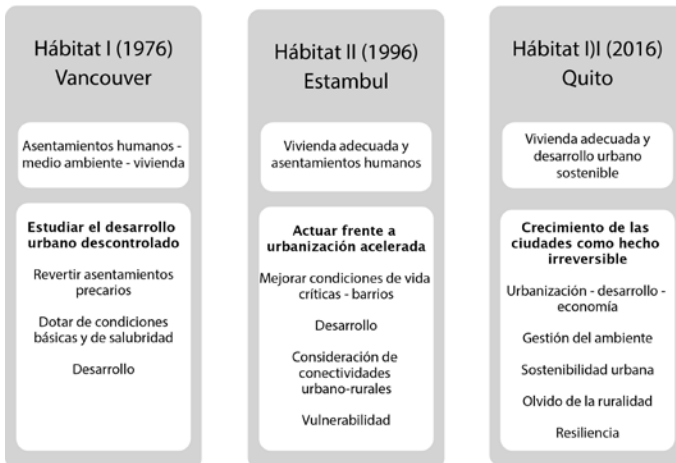 Hábitat I (1976)
Vancouver
Asentamientos humanos -
medio ambiente - vivienda
Estudiar el desarrollo
urbano descontrolado
Revertir asentamientos
precarios
Dotar de condiciones
básicas y de salubridad
Desarrollo
Hábitat II (1996)
Estambul
Vivienda adecuada y
asentamientos humanos
Actuar frente a
urbanización acelerada
Mejorar condiciones de vida
críticas - barrios
Desarrollo
Consideración de
conectividades
urbano-rurales
Vulnerabilidad
Hábitat I)I (2016)
Quito
Vivienda adecuada y
desarrollo urbano
sostenible
Crecimiento de las
ciudades como hecho
irreversible
Urbanización - desarrollo -
economía
Gestión del ambiente
Sostenibilidad urbana
Olvido de la ruralidad
Resiliencia